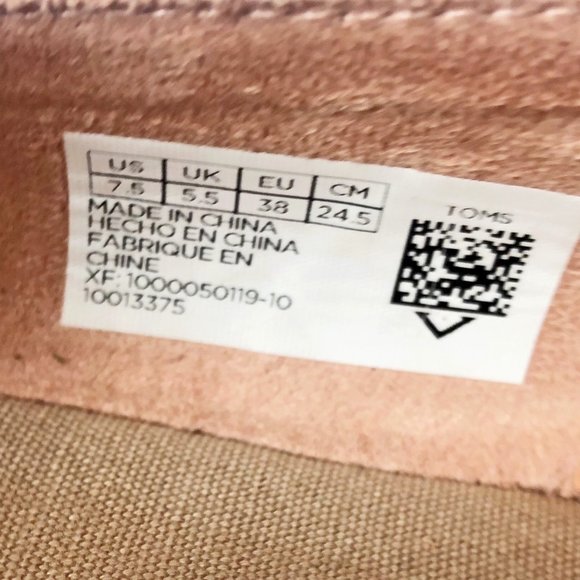 US UK EU CM
7.5 5.5 38 24.5
MADE IN CHINA
HECHO EN CHINA
FABRIQUE EN
CHINE
XF: 1000050119-10
10013375
TOMS